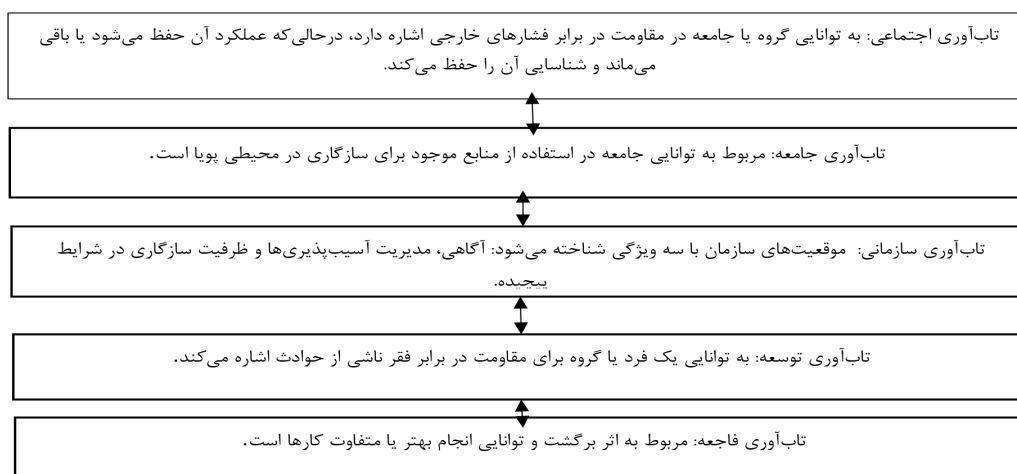 تاب‌آوری اجتماعی: به توانایی گروه یا جامعه در مقاومت در برابر فشارهای خارجی اشاره دارد، درحالی‌که عملکرد آن حفظ می‌شود یا باقی
می‌ماند و شناسایی آن را حفظ می‌کند.
تاب‌آوری جامعه: مربوط به توانایی جامعه در استفاده از منابع موجود برای سازگاری در محیطی پویا است.
تاب‌آوری سازمانی: موقعیت‌های سازمان با سه ویژگی شناخته می‌شود: آگاهی، مدیریت آسیب‌پذیری‌ها و ظرفیت سازگاری در شرایط
پیچیده.
تاب‌آوری توسعه: به توانایی یک فرد یا گروه برای مقاومت در برابر فقر ناشی از حوادث اشاره می‌کند.
تاب‌آوری فاجعه: مربوط به اثر برگشت و توانایی انجام بهتر یا متفاوت کارها است.